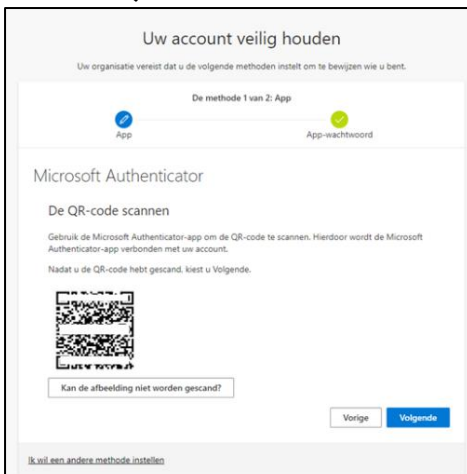 Uw account veilig houden
Uw organisatie vereist dat u de volgende methoden instelt om te bewijzen wie u bent.
De methode 1 van 2: App
App
App-wachtwoord
Microsoft Authenticator
De QR-code scannen
Gebruik de Microsoft Authenticator-app om de QR-code te scannen. Hierdoor wordt de Microsoft
Authenticator-app verbonden met uw account.
Nadat u de QR-code hebt gescand, kiest u Volgende.
Kan de afbeelding niet worden gescand?
Vorige
Volgende
Ik wil een andere methode instellen